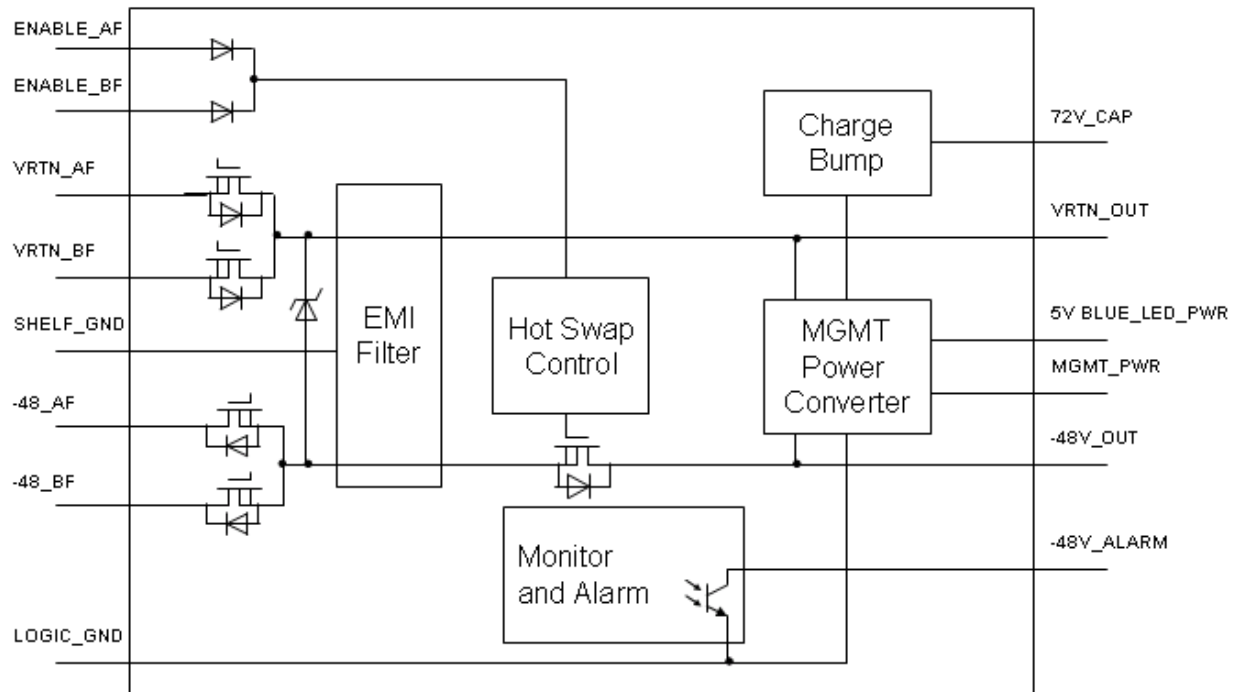 ENABLE_AF
ENABLE_BF
VRTN_AF
VRTN_BF
SHELF_GND
-48_AF
-48_BF
LOGIC_GND
EMI
Filter
Hot Swap
Control
Monitor
and Alarm
Charge
Bump
MGMT
Power
Converter
72V_CAP
VRTN_OUT
5V BLUE_LED_PWR
MGMT_PWR
-48V_OUT
-48V_ALARM